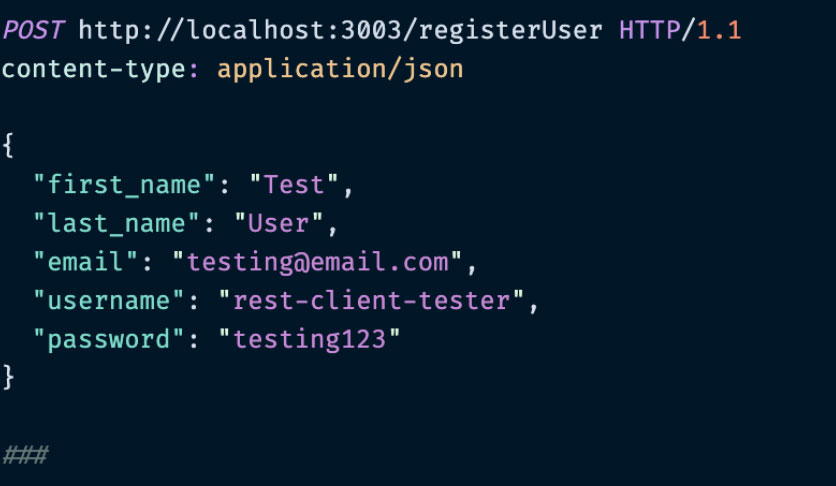 POST http://localhost:3003/registerUser HTTP/1.1
content-type: application/json
{
"first_name": "Test",
"last_name": "User",
"email": "testing@email.com",
"username": "rest-client-tester",
"password": "testing123"
}
###